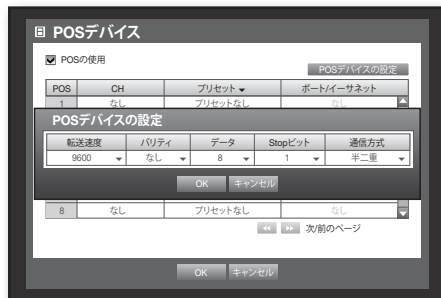 POSデバイス
POSの使用
POSデバイスの設定
POS CH プリセット ポート/イーサネット
1 なし プリセットなし なし
POSデバイスの設定
転送速度 パリティ データ Stopビット 通信方式
9600 なし 8 1 半二重
OK キャンセル
8 なし プリセットなし なし
次/前のページ
OK キャンセル